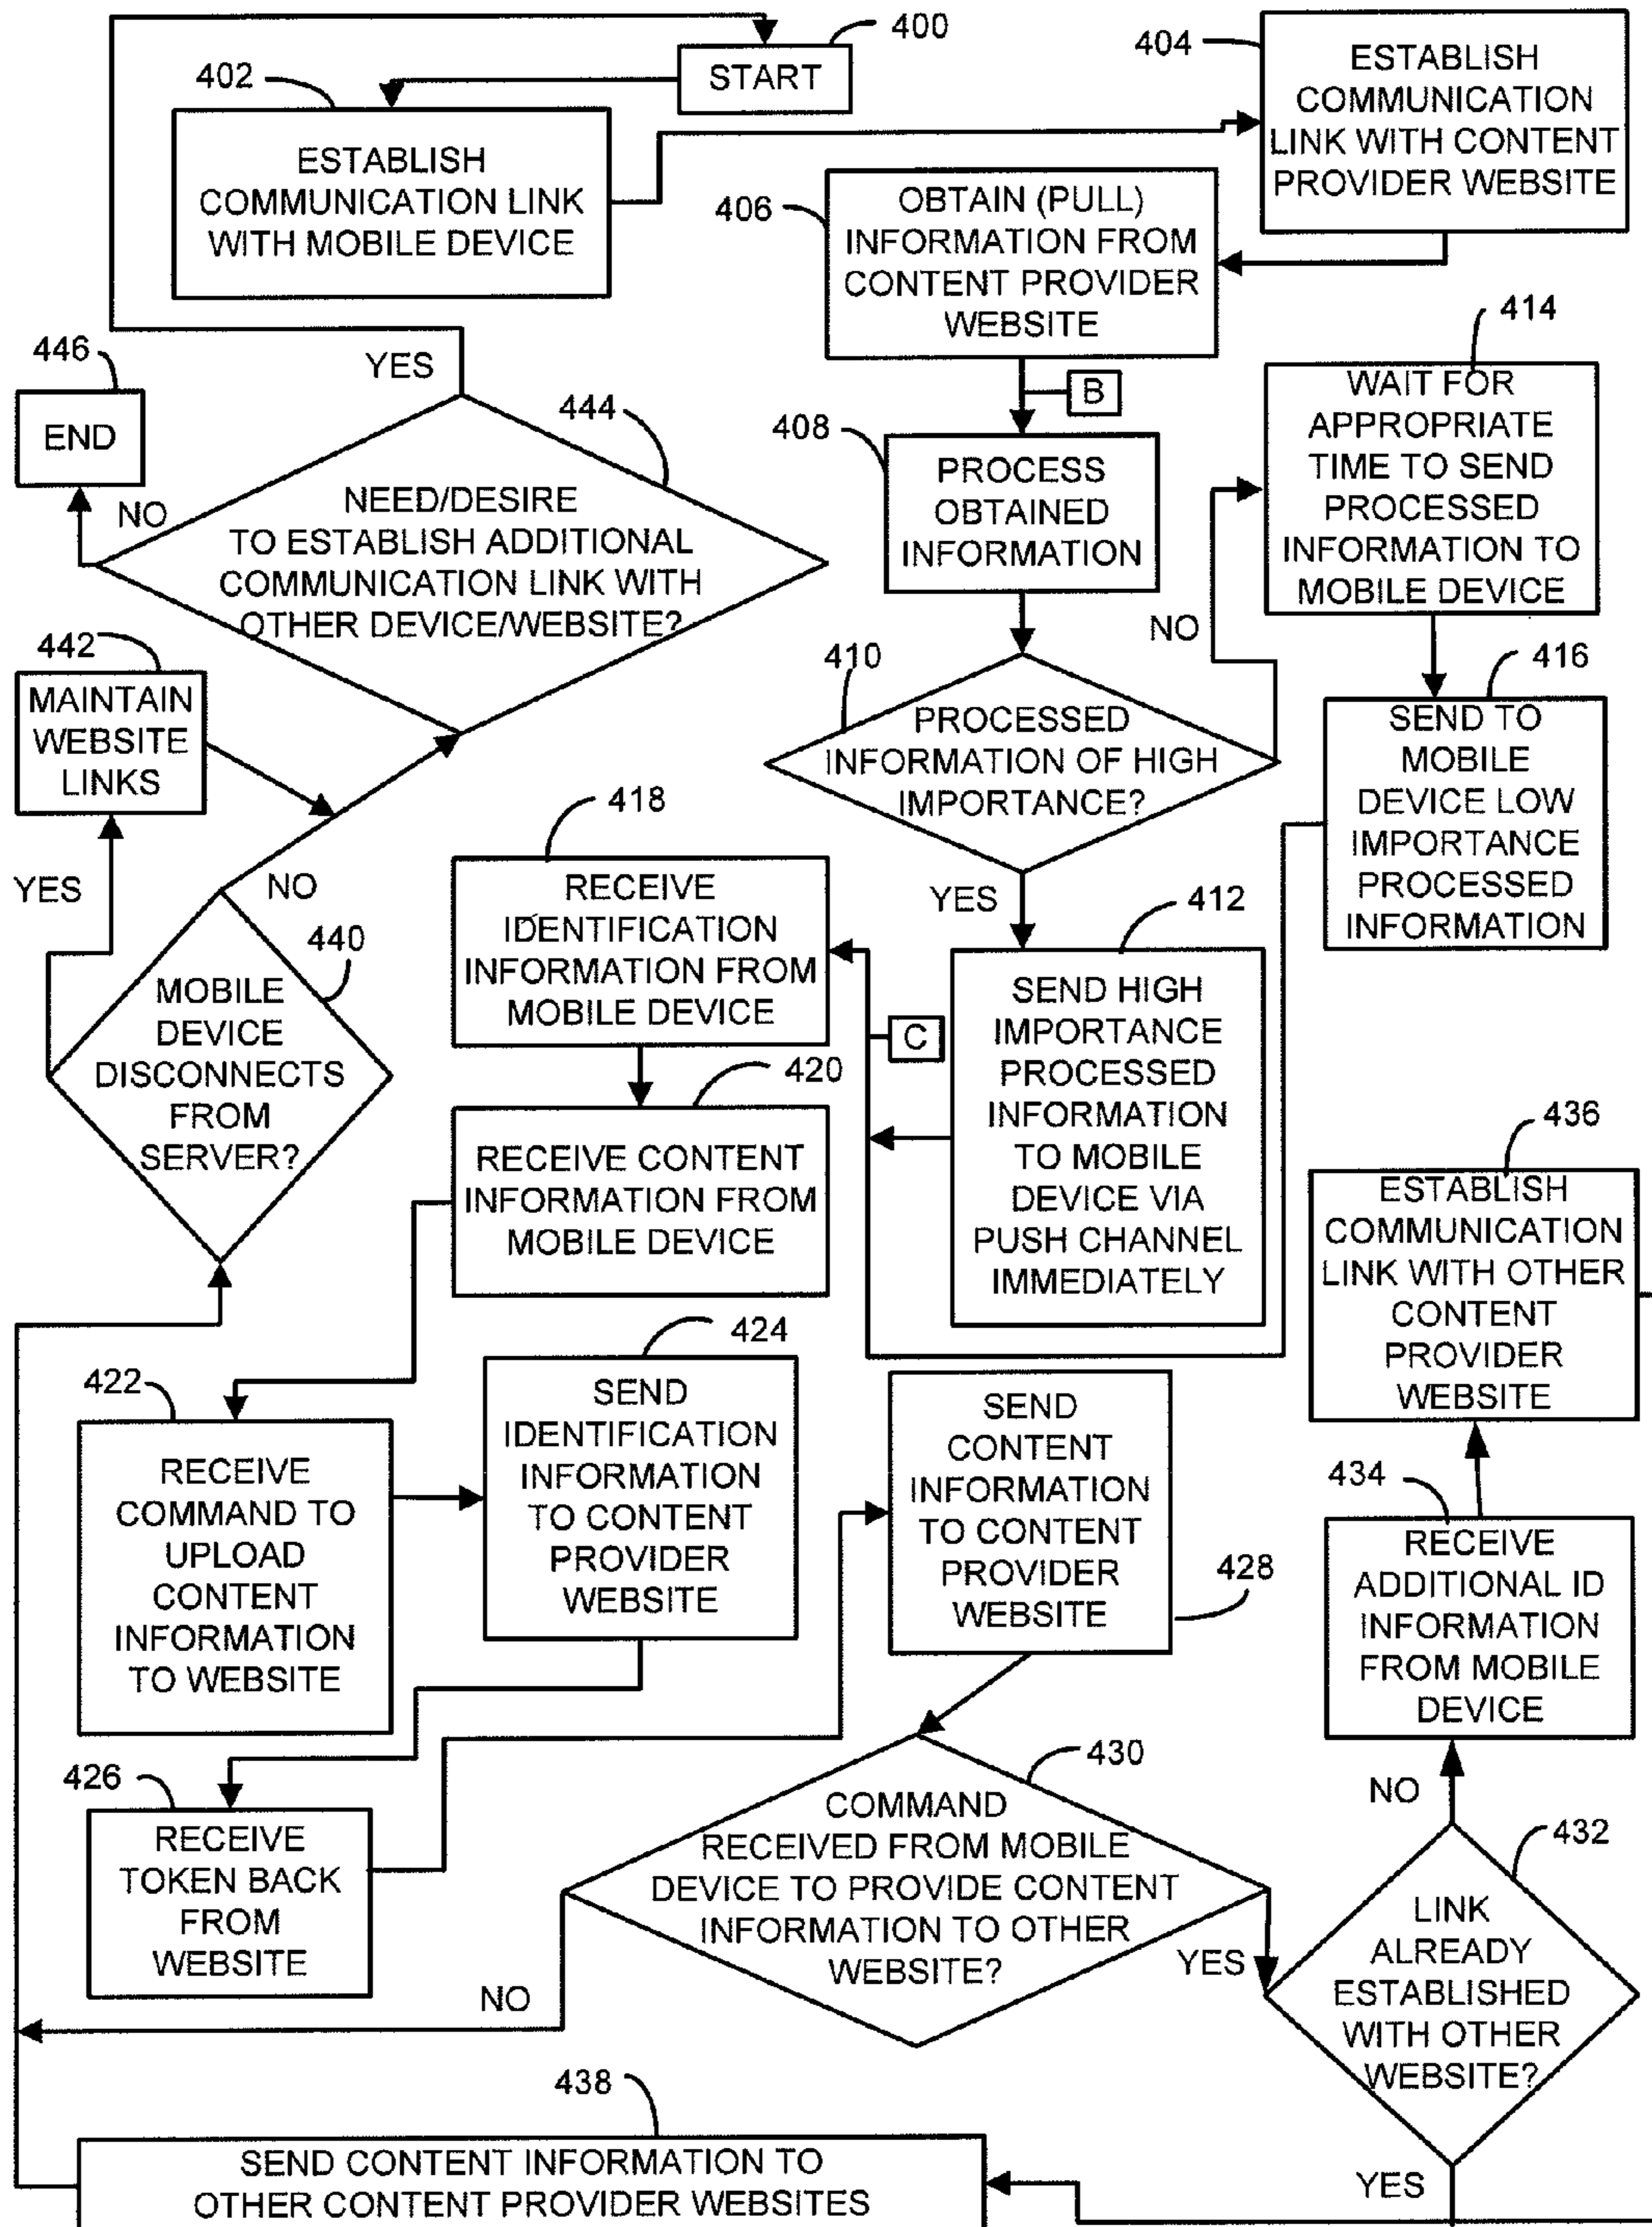 400
START
402
ESTABLISH
COMMUNICATION LINK
WITH MOBILE DEVICE
404
ESTABLISH
COMMUNICATION
LINK WITH CONTENT
PROVIDER WEBSITE
406
OBTAIN (PULL)
INFORMATION FROM
CONTENT PROVIDER
WEBSITE
B
408
PROCESS
OBTAINED
INFORMATION
410
PROCESSED
INFORMATION OF HIGH
IMPORTANCE?
NO
YES
414
WAIT FOR
APPROPRIATE
TIME TO SEND
PROCESSED
INFORMATION TO
MOBILE DEVICE
416
SEND TO
MOBILE
DEVICE LOW
IMPORTANCE
PROCESSED
INFORMATION
412
SEND HIGH
IMPORTANCE
PROCESSED
INFORMATION
TO MOBILE
DEVICE VIA
PUSH CHANNEL
IMMEDIATELY
C
418
RECEIVE
IDENTIFICATION
INFORMATION FROM
MOBILE DEVICE
420
RECEIVE CONTENT
INFORMATION FROM
MOBILE DEVICE
422
RECEIVE
COMMAND TO
UPLOAD
CONTENT
INFORMATION
TO WEBSITE
424
SEND
IDENTIFICATION
INFORMATION
TO CONTENT
PROVIDER
WEBSITE
426
RECEIVE
TOKEN BACK
FROM
WEBSITE
428
SEND
CONTENT
INFORMATION
TO CONTENT
PROVIDER
WEBSITE
430
COMMAND
RECEIVED FROM MOBILE
DEVICE TO PROVIDE CONTENT
INFORMATION TO OTHER
WEBSITE?
NO
YES
432
LINK
ALREADY
ESTABLISHED
WITH OTHER
WEBSITE?
NO
YES
434
RECEIVE
ADDITIONAL ID
INFORMATION
FROM MOBILE
DEVICE
436
ESTABLISH
COMMUNICATION
LINK WITH OTHER
CONTENT
PROVIDER
WEBSITE
438
SEND CONTENT INFORMATION TO
OTHER CONTENT PROVIDER WEBSITES
440
MOBILE
DEVICE
DISCONNECTS
FROM
SERVER?
YES
NO
442
MAINTAIN
WEBSITE
LINKS
444
NEED/DESIRE
TO ESTABLISH ADDITIONAL
COMMUNICATION LINK WITH
OTHER DEVICE/WEBSITE?
YES
NO
446
END